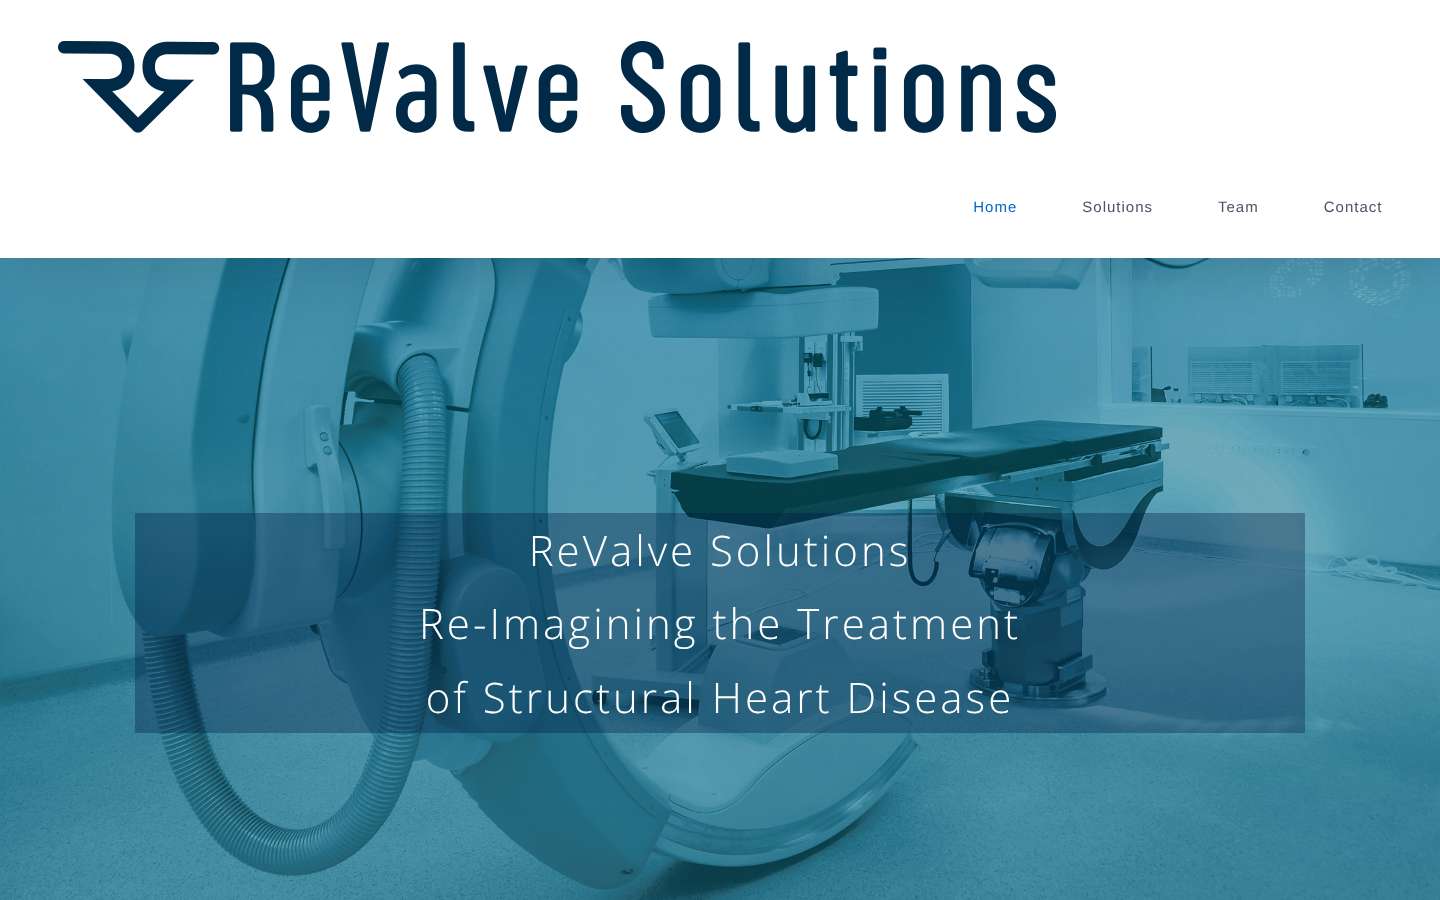 ReValve Solutions
Home Solutions Team Contact
ReValve Solutions
Re-Imagining the Treatment
of Structural Heart Disease